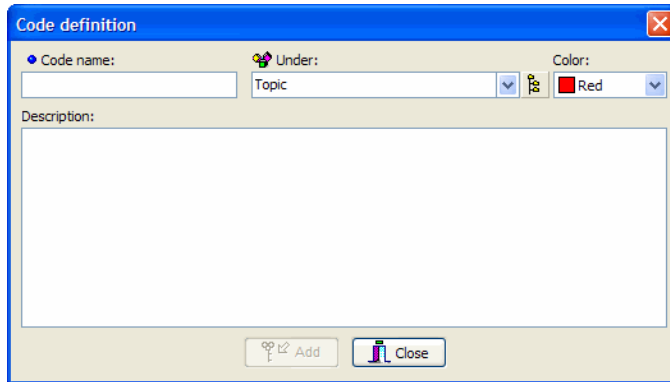 Code definition
Code name: Under: Color:
Topic Red
Description:
Add Close